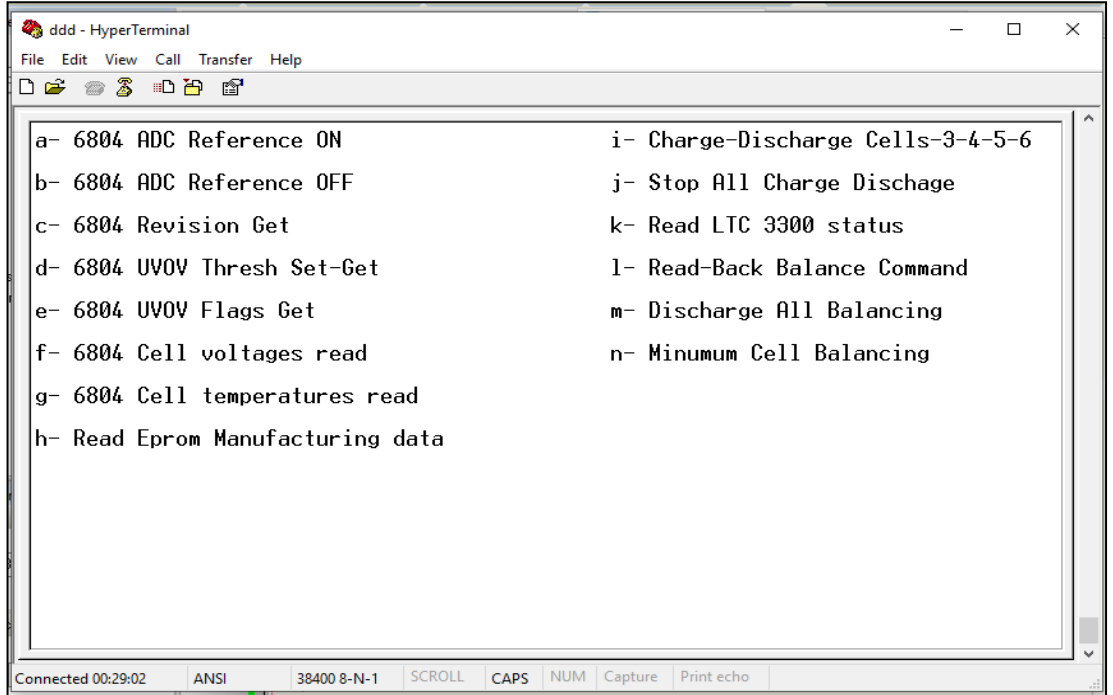 ddd - HyperTerminal
File Edit View Call Transfer Help
a- 6804 ADC Reference ON
b- 6804 ADC Reference OFF
c- 6804 Revision Get
d- 6804 UVOV Thresh Set-Get
e- 6804 UVOV Flags Get
f- 6804 Cell voltages read
g- 6804 Cell temperatures read
h- Read Eprom Manufacturing data
i- Charge-Discharge Cells-3-4-5-6
j- Stop All Charge Dischage
k- Read LTC 3300 status
l- Read-Back Balance Command
m- Discharge All Balancing
n- Minumum Cell Balancing
Connected 00:29:02 ANSI 38400 8-N-1 SCROLL CAPS NUM Capture Print echo